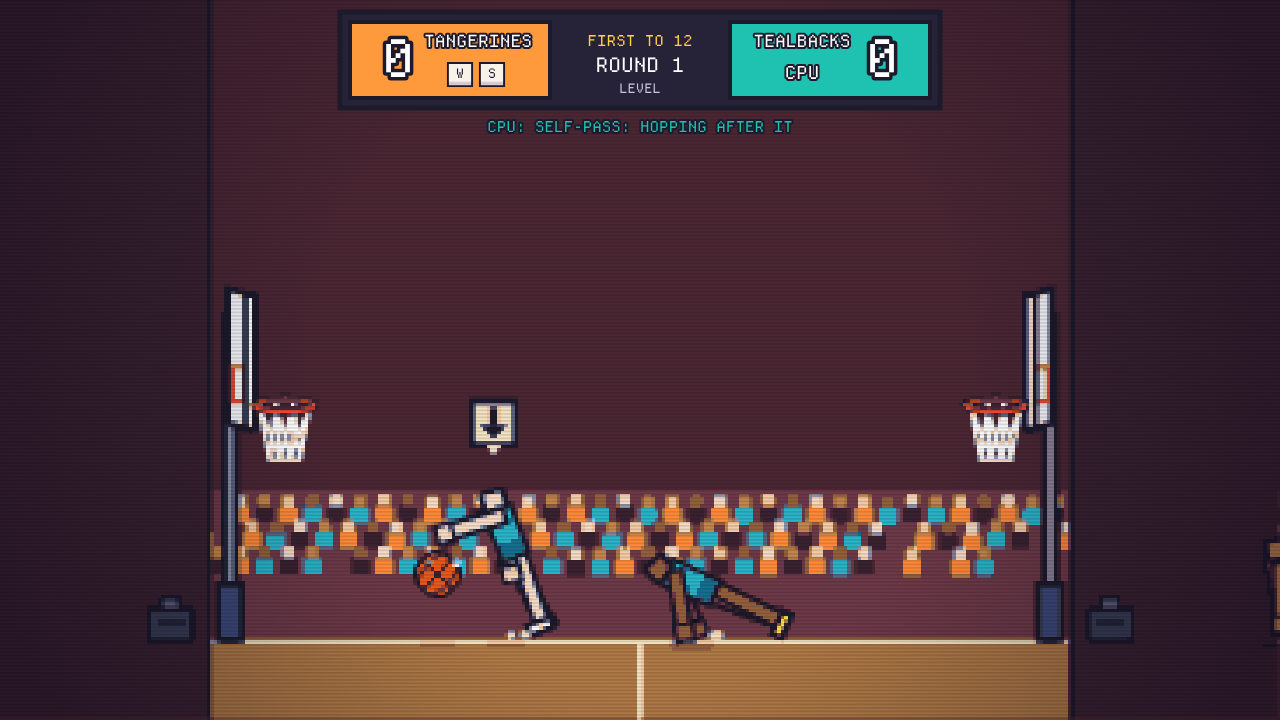 0 TANGERINES
W S
FIRST TO 12
ROUND 1
LEVEL
TEALBACKS 0
CPU
CPU: SELF-PASS: HOPPING AFTER IT